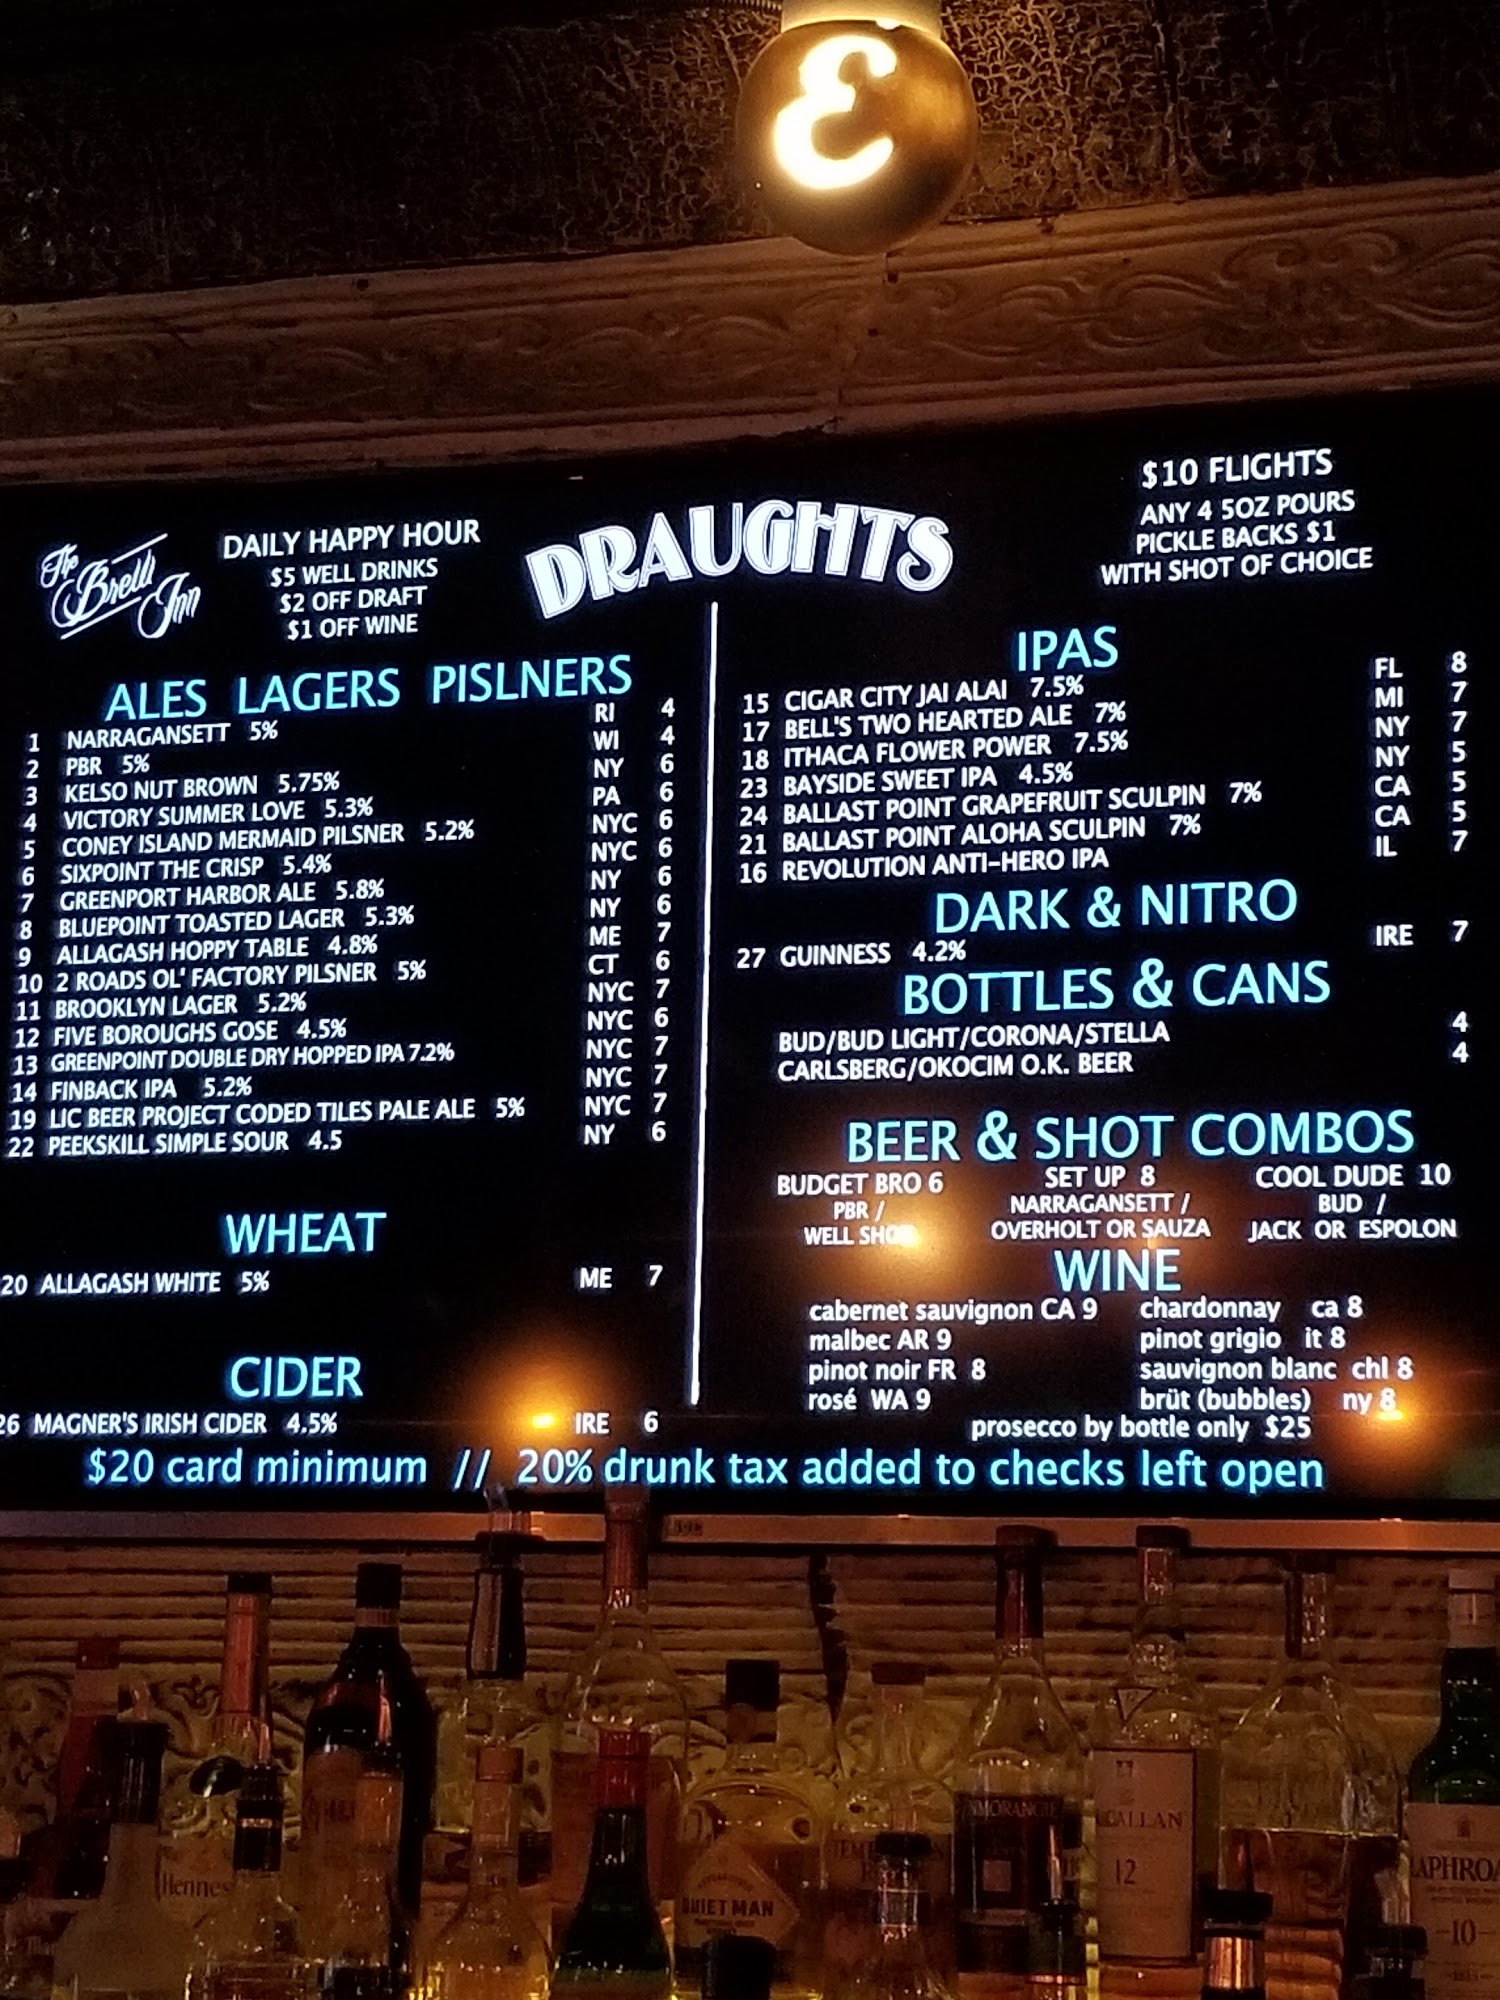 ε
The Brew Inn
DAILY HAPPY HOUR
$5 WELL DRINKS
$2 OFF DRAFT
$1 OFF WINE
DRAUGHTS
$10 FLIGHTS
ANY 4 5OZ POURS
PICKLE BACKS $1
WITH SHOT OF CHOICE
ALES LAGERS PISLNERS
1 NARRAGANSETT 5% RI 4
2 PBR 5% WI 4
3 KELSO NUT BROWN 5.75% NY 6
4 VICTORY SUMMER LOVE 5.3% PA 6
5 CONEY ISLAND MERMAID PILSNER 5.2% NYC 6
6 SIXPOINT THE CRISP 5.4% NYC 6
7 GREENPORT HARBOR ALE 5.8% NY 6
8 BLUEPOINT TOASTED LAGER 5.3% NY 6
9 ALLAGASH HOPPY TABLE 4.8% ME 7
10 2 ROADS OL' FACTORY PILSNER 5% CT 6
11 BROOKLYN LAGER 5.2% NYC 7
12 FIVE BOROUGHS GOSE 4.5% NYC 6
13 GREENPOINT DOUBLE DRY HOPPED IPA 7.2% NYC 7
14 FINBACK IPA 5.2% NYC 7
19 LIC BEER PROJECT CODED TILES PALE ALE 5% NYC 7
22 PEEKSKILL SIMPLE SOUR 4.5 NY 6
WHEAT
20 ALLAGASH WHITE 5% ME 7
CIDER
26 MAGNER'S IRISH CIDER 4.5% IRE 6
IPAS
15 CIGAR CITY JAI ALAI 7.5% FL 8
17 BELL'S TWO HEARTED ALE 7% MI 7
18 ITHACA FLOWER POWER 7.5% NY 7
23 BAYSIDE SWEET IPA 4.5% NY 5
24 BALLAST POINT GRAPEFRUIT SCULPIN 7% CA 5
21 BALLAST POINT ALOHA SCULPIN 7% CA 5
16 REVOLUTION ANTI-HERO IPA IL 7
DARK & NITRO
27 GUINNESS 4.2% IRE 7
BOTTLES & CANS
BUD/BUD LIGHT/CORONA/STELLA 4
CARLSBERG/OKOCIM O.K. BEER 4
BEER & SHOT COMBOS
BUDGET BRO 6
PBR /
WELL SHOT
SET UP 8
NARRAGANSETT /
OVERHOLT OR SAUZA
COOL DUDE 10
BUD /
JACK OR ESPOLON
WINE
cabernet sauvignon CA 9
malbec AR 9
pinot noir FR 8
rosé WA 9
chardonnay ca 8
pinot grigio it 8
sauvignon blanc chl 8
brüt (bubbles) ny 8
prosecco by bottle only $25
$20 card minimum // 20% drunk tax added to checks left open
Hennes
QUIET MAN
NMORANGIE
CALLAN
12
APHROA
10